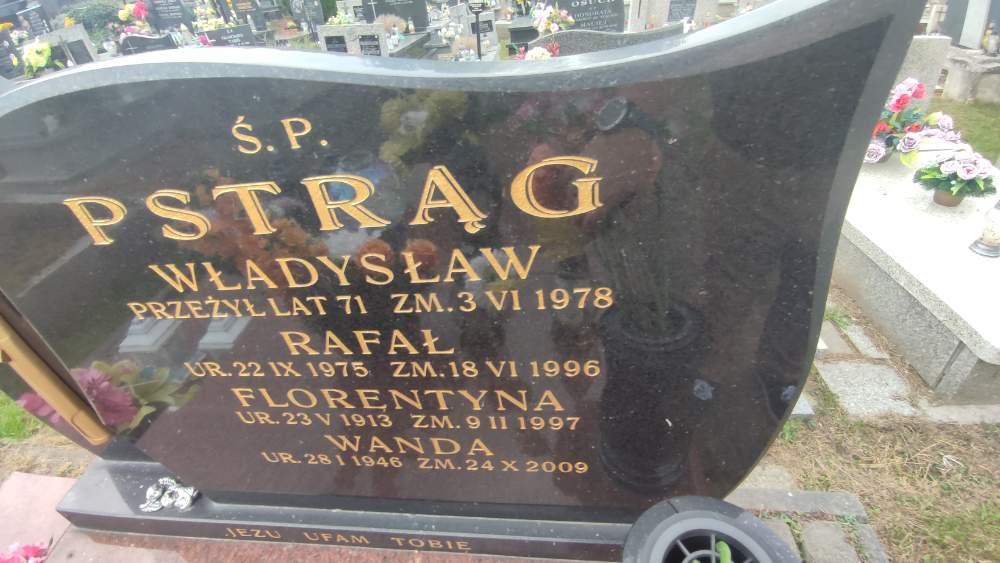 Ś. P.
PSTRĄG
WŁADYSŁAW
PRZEŻYŁ LAT 71 ZM. 3 VI 1978
RAFAŁ
UR. 22 IX 1975 ZM. 18 VI 1996
FLORENTYNA
UR. 23 V 1913 ZM. 9 II 1997
WANDA
UR. 28 I 1946 ZM. 24 X 2009
JEZU UFAM TOBIE